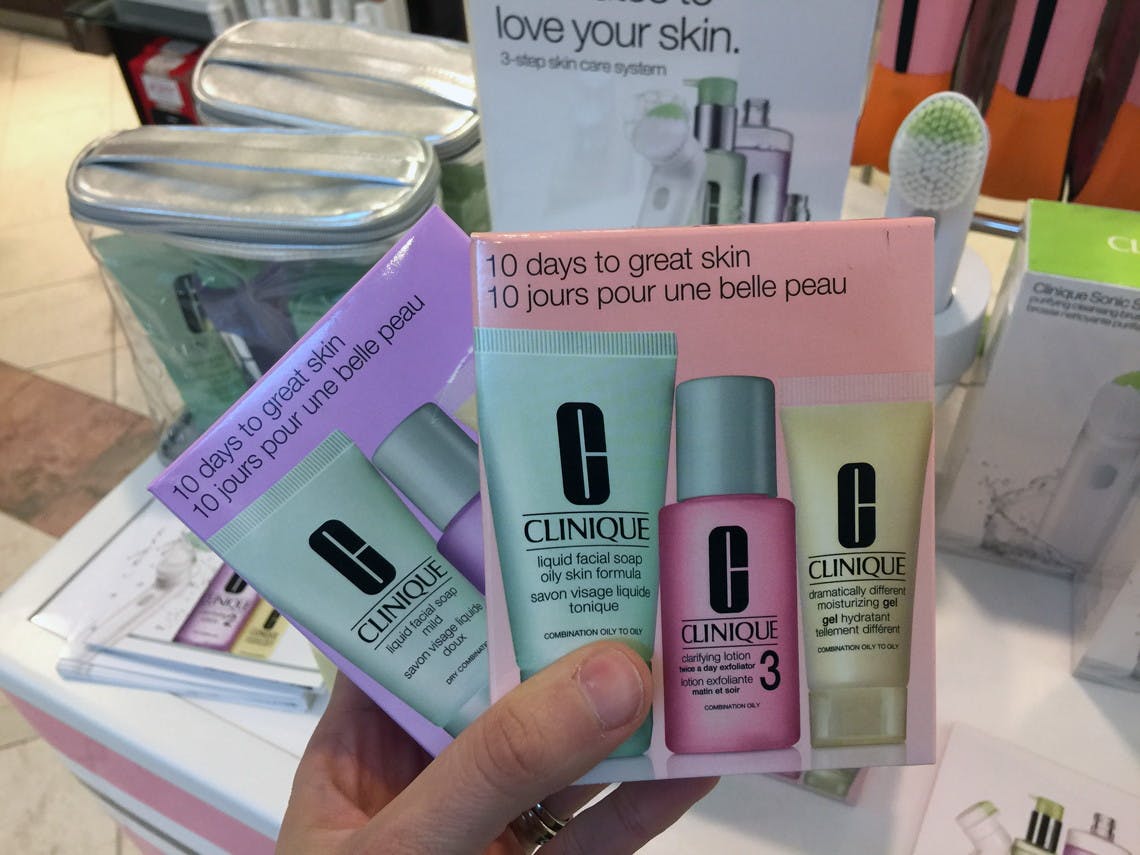 love your skin.
3-step skin care system
10 days to great skin
10 jours pour une belle peau
CLINIQUE
liquid facial soap
mild
savon visage liquide
doux
10 days to great skin
10 jours pour une belle peau
CLINIQUE
liquid facial soap
oily skin formula
savon visage liquide
tonique
COMBINATION OILY TO OILY
CLINIQUE
clarifying lotion
twice a day exfoliator
lotion exfoliante
matin et soir
3
COMBINATION OILY
CLINIQUE
dramatically different
moisturizing gel
gel hydratant
tellement différent
COMBINATION OILY TO OILY
Clinique Sonic
purifying cleansing
brosse nettoyante